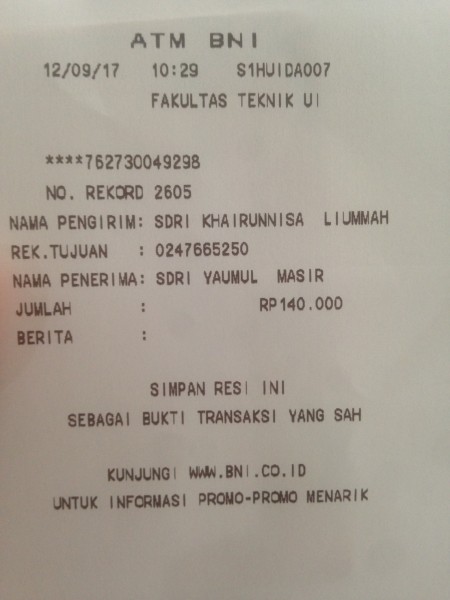 ATM BNI
12/09/17 10:29 S1HUIDA007
FAKULTAS TEKNIK UI
****762730049298
NO. REKORD 2605
NAMA PENGIRIM: SDRI KHAIRUNNISA LIUMMAH
REK.TUJUAN : 0247665250
NAMA PENERIMA: SDRI YAUMUL MASIR
JUMLAH : RP140.000
BERITA :
SIMPAN RESI INI
SEBAGAI BUKTI TRANSAKSI YANG SAH
KUNJUNGI WWW.BNI.CO.ID
UNTUK INFORMASI PROMO-PROMO MENARIK